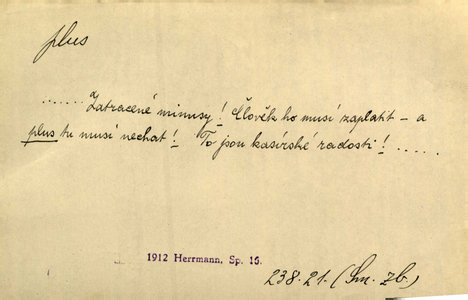 plus
....... Zatracené minusy! Člověk ho musí zaplatit – a
plus tu musí nechat! To jsou kasírské radosti! ......
1912 Herrmann, Sp. 16.
238.21. (Sm. zb.)